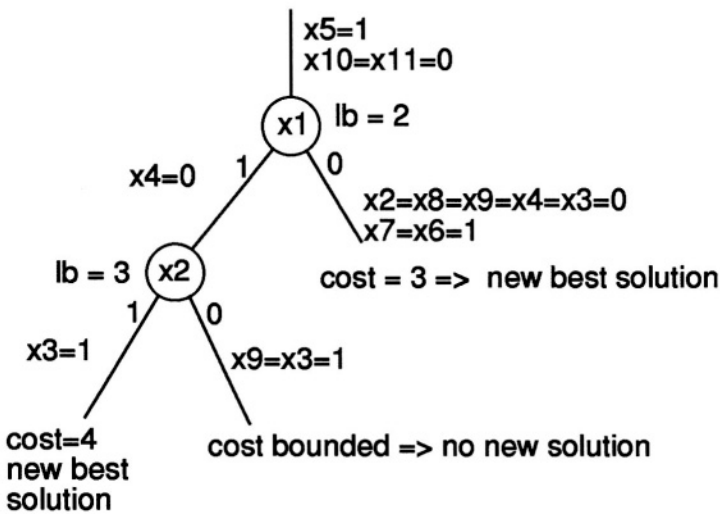 x5=1
x10=x11=0
x1
lb = 2
x4=0
1
0
x2=x8=x9=x4=x3=0
x7=x6=1
cost = 3 => new best solution
lb = 3
x2
1
0
x3=1
x9=x3=1
cost=4
new best
solution
cost bounded => no new solution